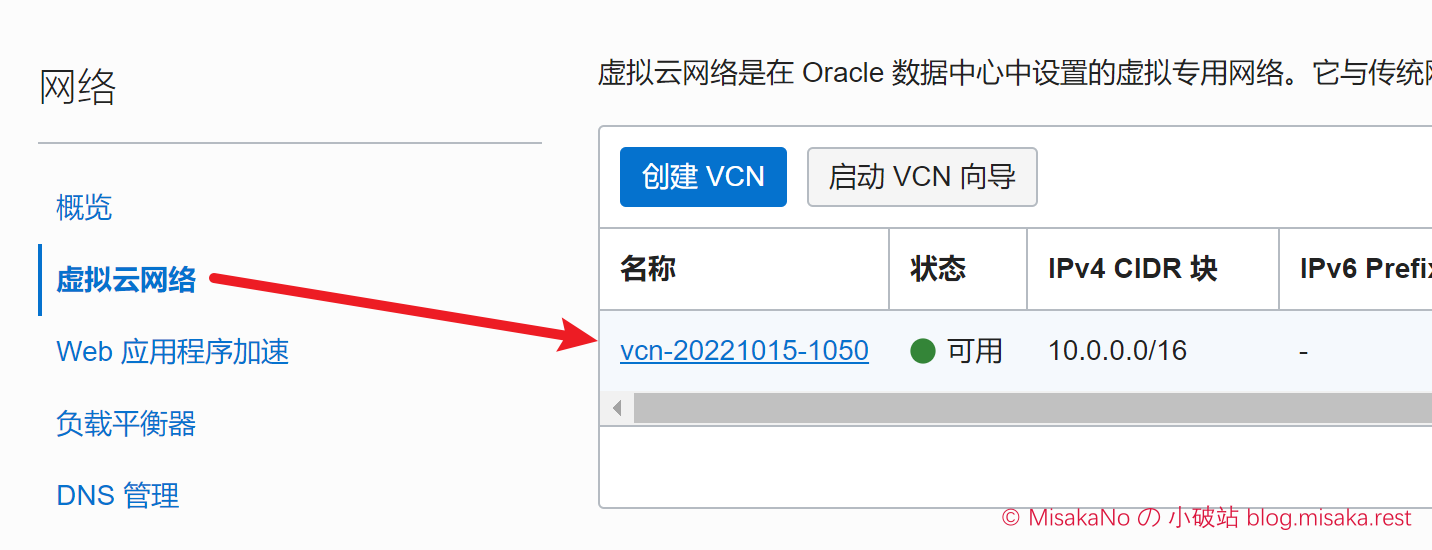 网络
概览
虚拟云网络
Web 应用程序加速
负载平衡器
DNS 管理
虚拟云网络是在 Oracle 数据中心中设置的虚拟专用网络。它与传统
创建 VCN
启动 VCN 向导
名称 状态 IPv4 CIDR 块 IPv6 Prefix
vcn-20221015-1050 可用 10.0.0.0/16 -
© MisakaNo の 小破站 blog.misaka.rest